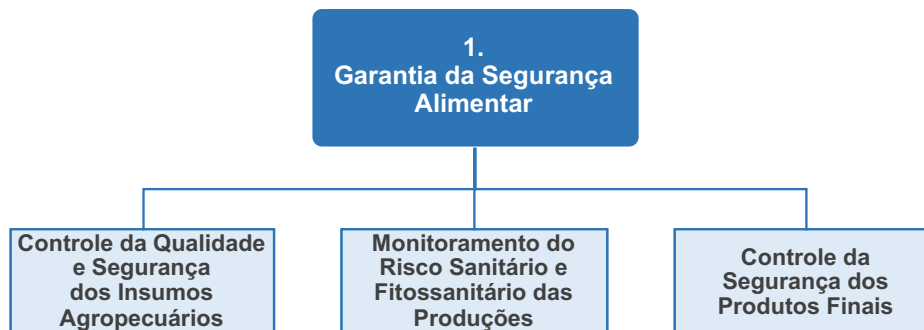 1.
Garantia da Segurança
Alimentar
Controle da Qualidade
e Segurança
dos Insumos
Agropecuários
Monitoramento do
Risco Sanitário e
Fitossanitário das
Produções
Controle da
Segurança dos
Produtos Finais